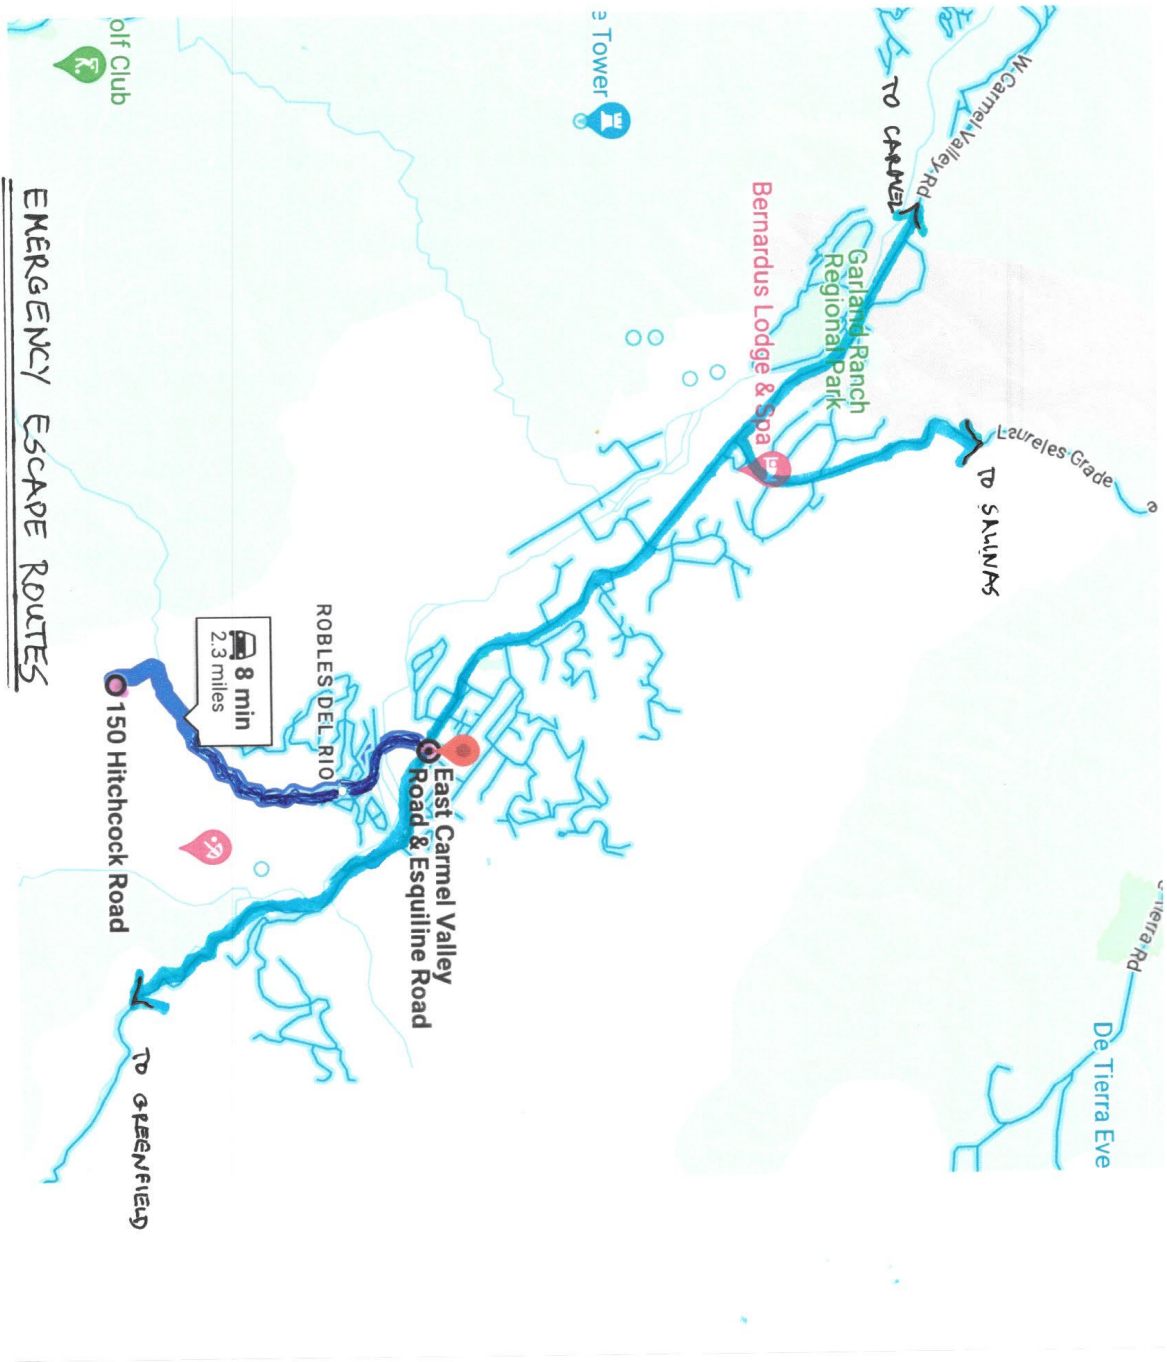 W Carmel Valley Rd
TO CARMEL
olf Club
Tower
Garland Ranch
Regional Park
Bernardus Lodge & Spa
Laureles Grade
TO SALINAS
EMERGENCY ESCAPE ROUTES
ROBLES DEL RIO
8 min
2.3 miles
150 Hitchcock Road
East Carmel Valley
Road & Esquiline Road
Tierra Rd
De Tierra Eve
TO GREENFIELD